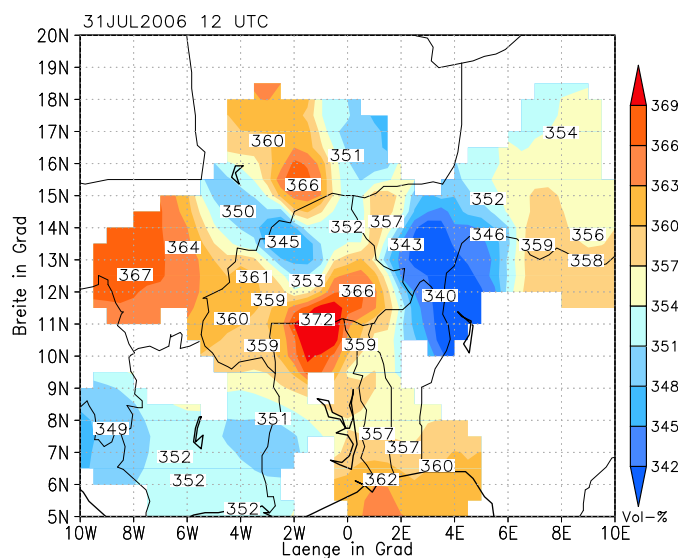 31JUL2006 12 UTC
20N
19N
18N
17N
16N
15N
14N
13N
12N
11N
10N
9N
8N
7N
6N
5N
Breite in Grad
360
354
351
366
352
350
357
352
346
356
345
343
359
364
358
367
361
353
359
366
340
360
372
359
359
351
349
357
357
352
360
352
362
352
10W 8W 6W 4W 2W 0 2E 4E 6E 8E 10E
Laenge in Grad
369
366
363
360
357
354
351
348
345
342
Vol-%